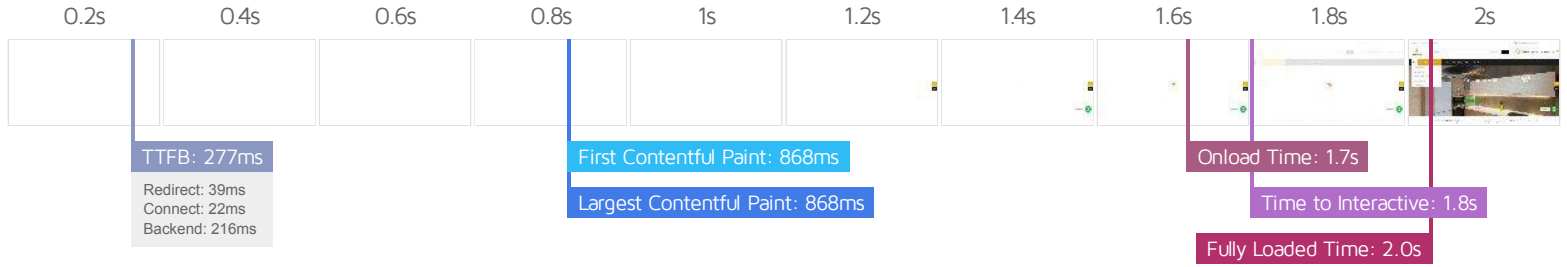 0.2s 0.4s 0.6s 0.8s 1s 1.2s 1.4s 1.6s 1.8s 2s
TTFB: 277ms
Redirect: 39ms
Connect: 22ms
Backend: 216ms
First Contentful Paint: 868ms
Largest Contentful Paint: 868ms
Onload Time: 1.7s
Time to Interactive: 1.8s
Fully Loaded Time: 2.0s